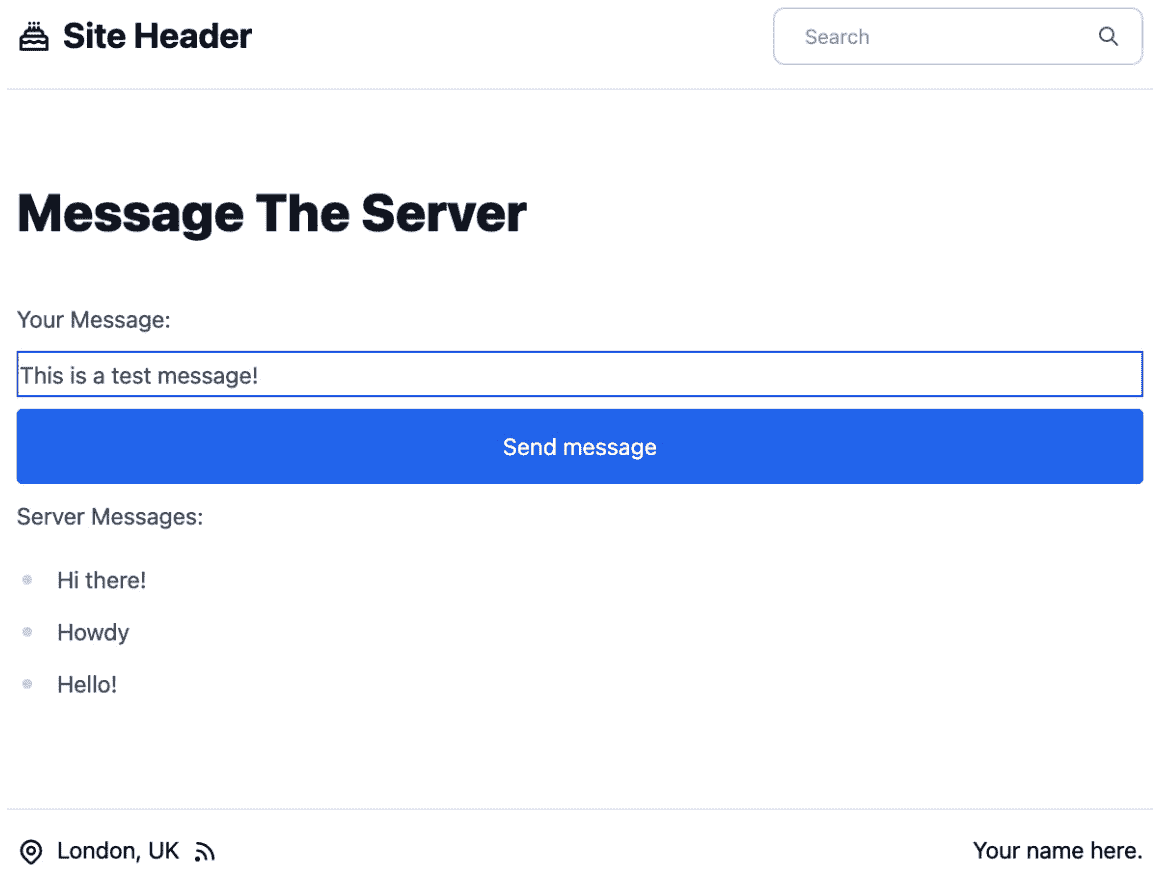 Site Header
Search
Message The Server
Your Message:
This is a test message!
Send message
Server Messages:
Hi there!
Howdy
Hello!
London, UK
Your name here.